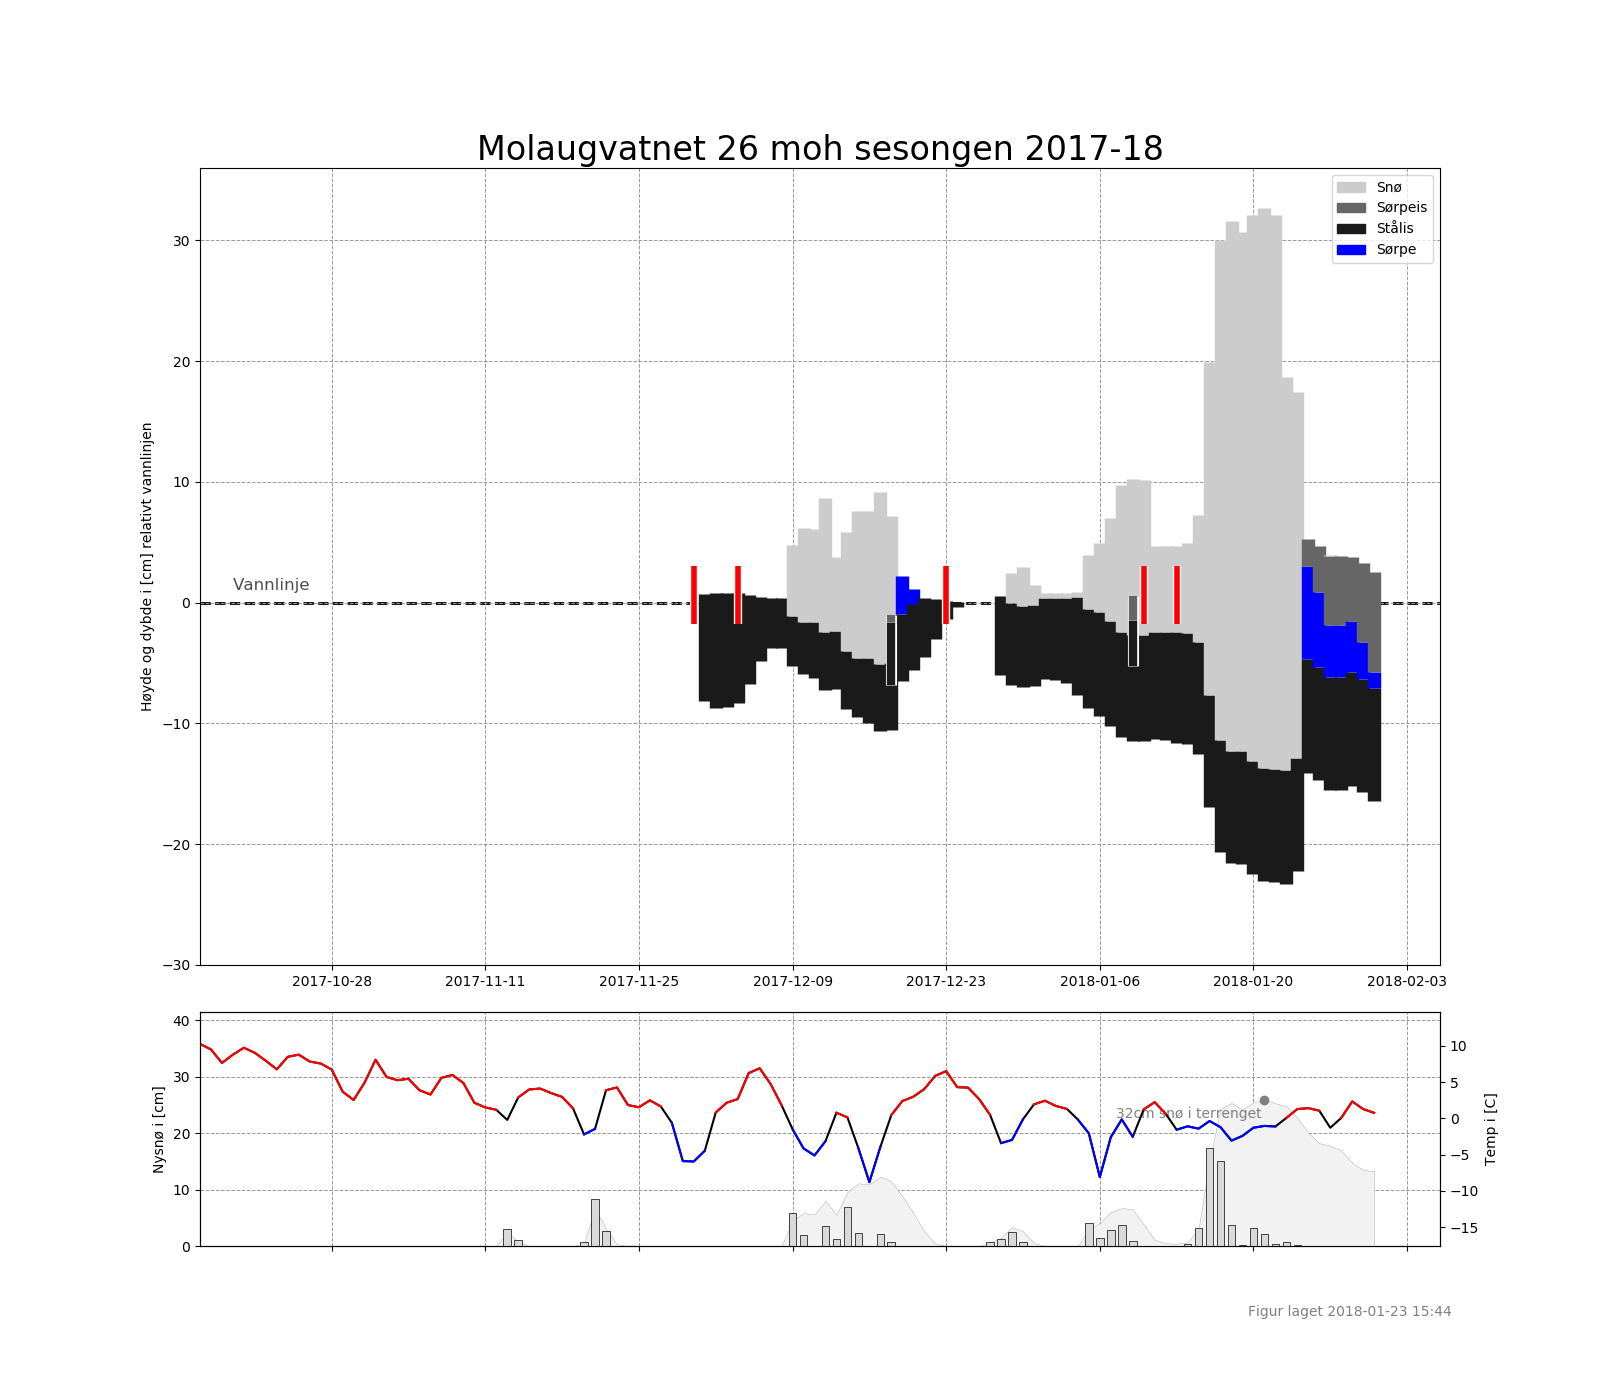 Molaugvatnet 26 moh sesongen 2017-18
Snø
Sørpeis
Stålis
Sørpe
Høyde og dybde i [cm] relativt vannlinjen
30
20
10
0
−10
−20
−30
Vannlinje
2017-10-28 2017-11-11 2017-11-25 2017-12-09 2017-12-23 2018-01-06 2018-01-20 2018-02-03
Nysnø i [cm]
40
30
20
10
0
32cm snø i terrenget
10
5
0
−5
−10
−15
Temp i [C]
Figur laget 2018-01-23 15:44